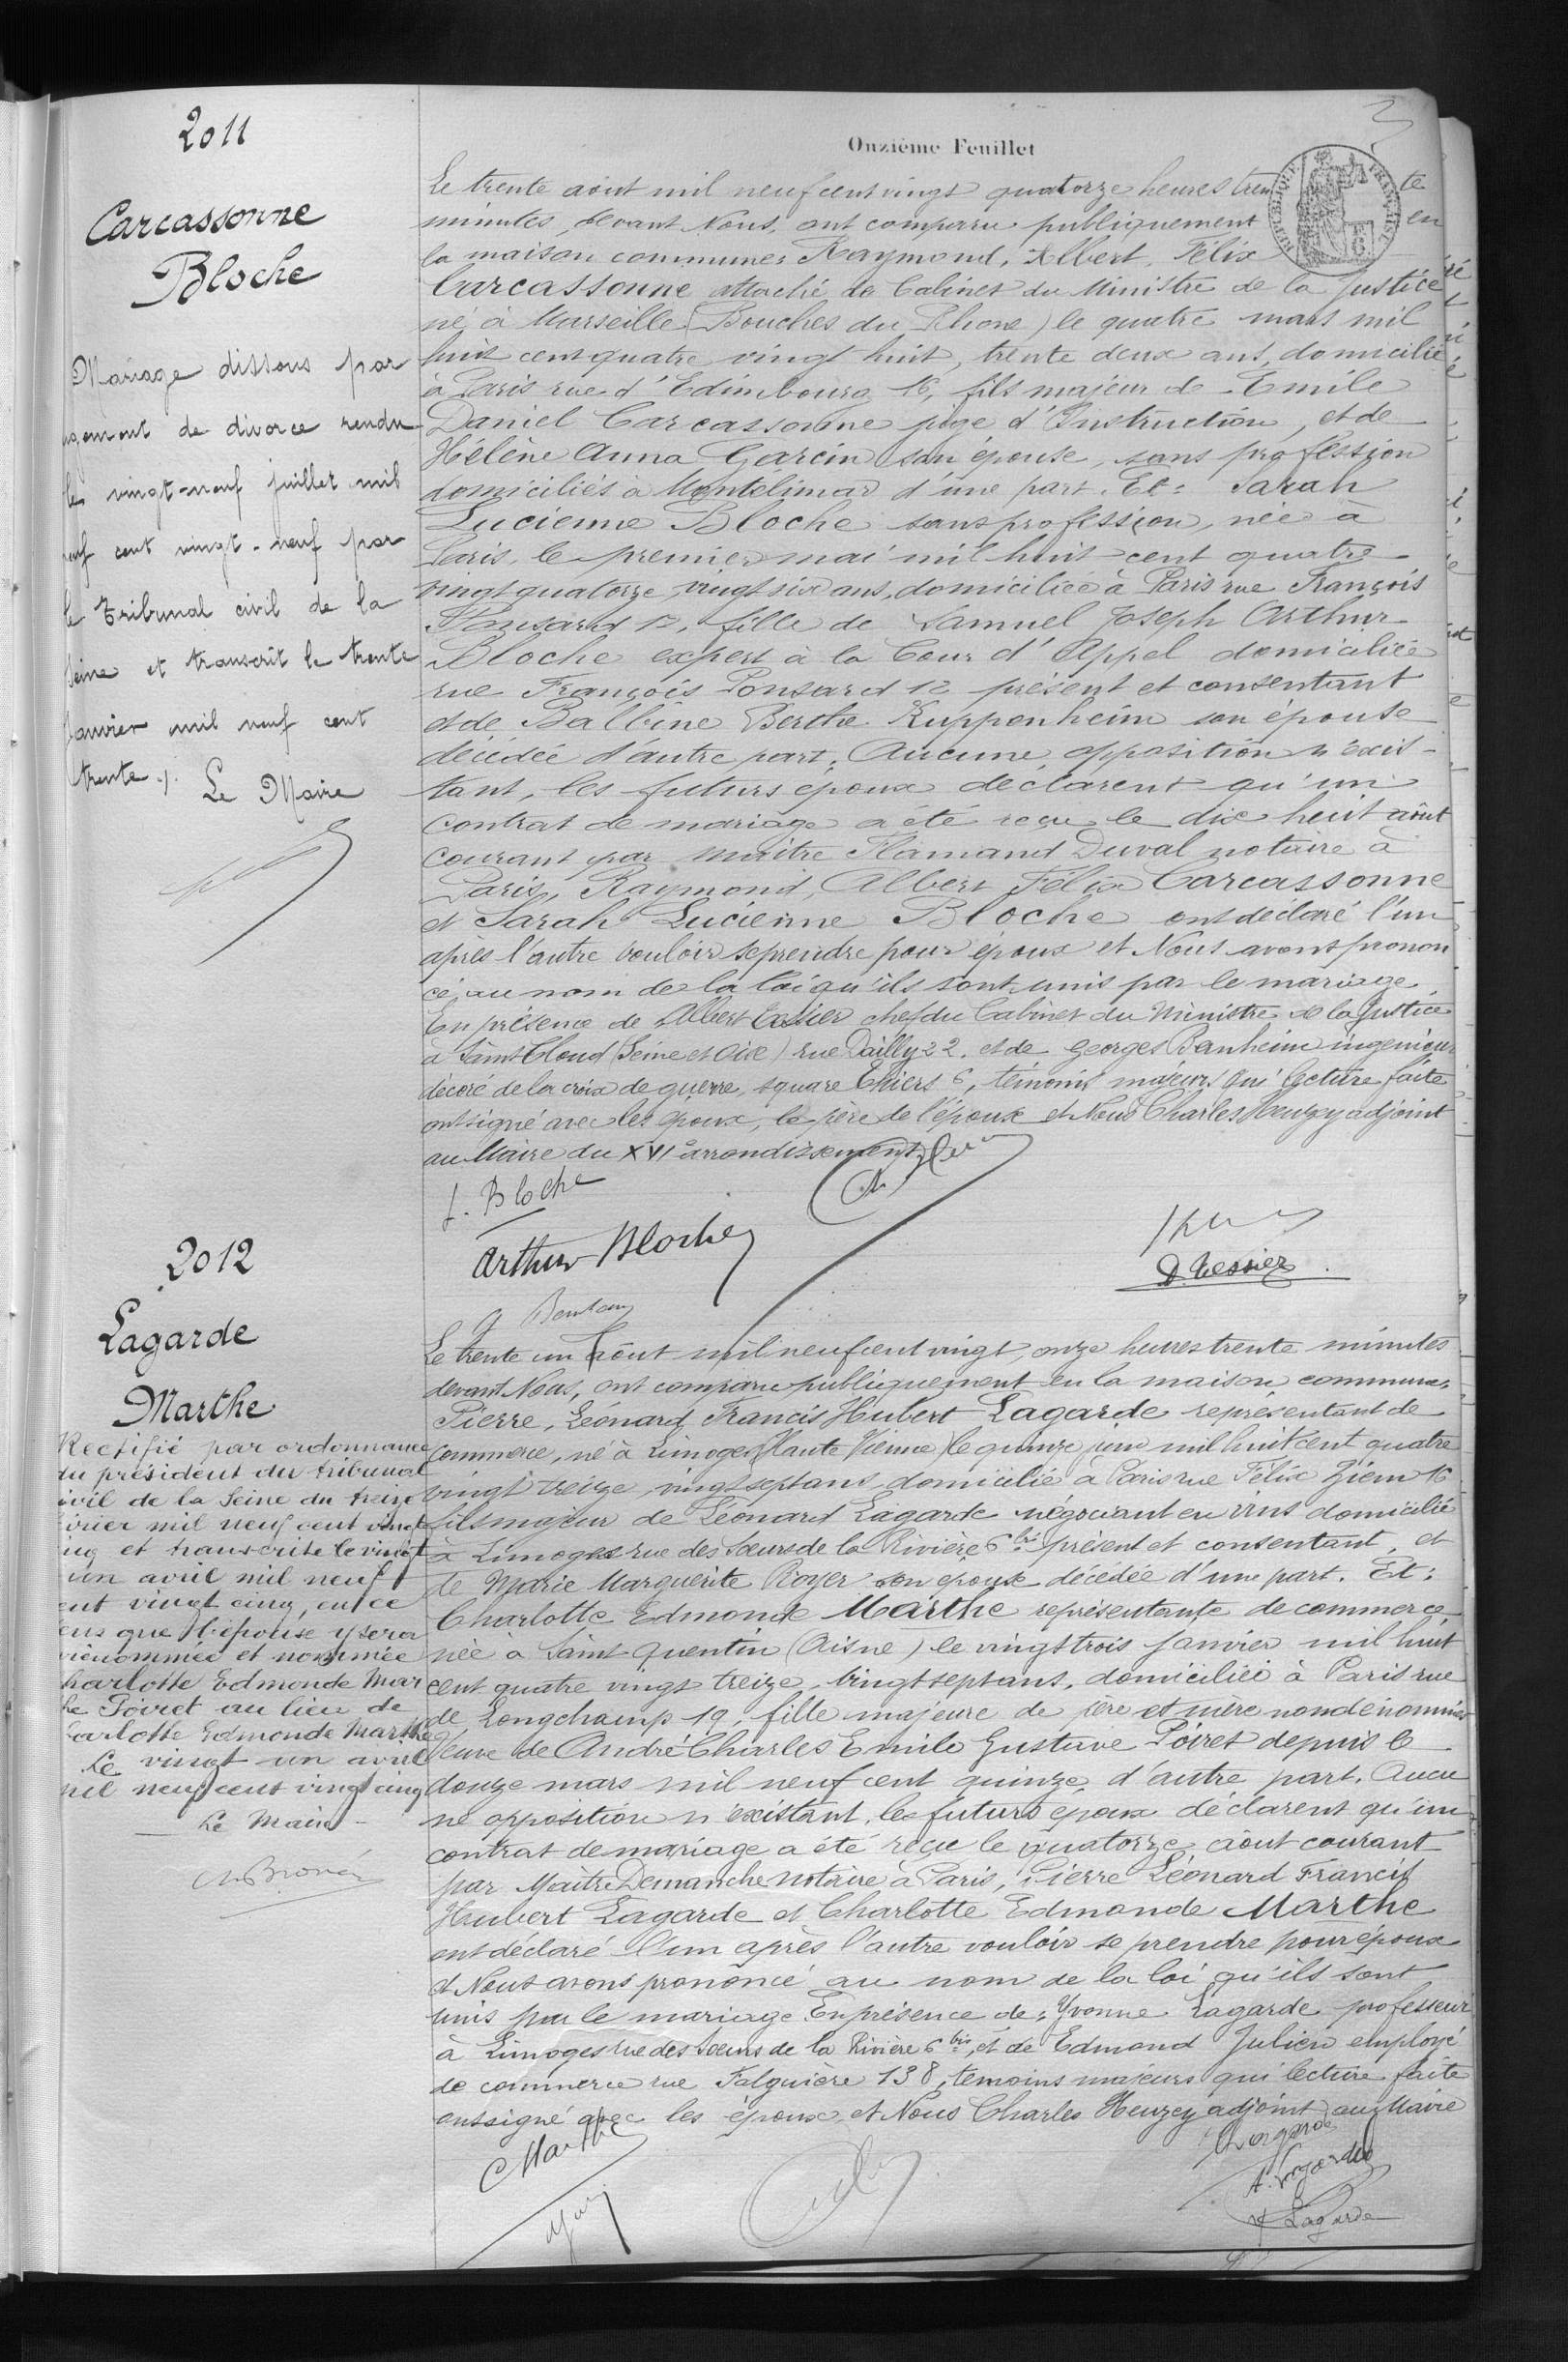 Onzième Feuillet
2011
Carcassonne
Bloche
Mariage dissous par
ugement de divorce rendu
le vingt-neuf juillet mil
neuf cent vingt-neuf par
le Tribunal civil de la
Seine et transcrit le trente
Janvier mil neuf cent
trente ./.
Le Maire
Le trente août mil neuf cent vingt quatorze heures trente
minutes, devant Nous, ont comparu publiquement en
la maison commune: Raymond, Albert, Félix
Carcassonne attaché de Cabinet du Ministre de la Justice
né à Marseille (Bouches du Rhone) le quatre mars mil
huit cent quatre vingt huit, trente deux ans, domicilié
à Paris rue d'Edimbourg 16, fils majeur de Emile
Daniel Carcassonne juge d'Instruction, et de
Hélène Anna Garcin son épouse, sans profession
domiciliés à Montélimar d'une part. Et: Sarah
Lucienne Bloche sans profession, née à
Paris, le premier mai mil huit cent quatre
vingt quatorze, vingt six ans, domiciliée à Paris rue François
Ponsard 12, fille de Samuel Joseph Arthur
Bloche expert à la Cour d'Appel domicilié
rue François Ponsard 12 présent et consentant
et de Balbine Berthe Kuppenheim son épouse
décédée d'autre part. Aucune opposition n'exis-
tant, les futurs époux déclarent qu'un
contrat de mariage a été reçu le dix huit août
courant par maître Flamand Duval notaire à
Paris, Raymond, Albert Félix Carcassonne
et Sarah Lucienne Bloche ont déclaré l'un
après l'autre vouloir se prendre pour époux et Nous avons pronon
cé, au nom de la loi qu'ils sont unis par le mariage.
En présence de Albert chef du Cabinet du Ministre de la Justice
à Saint Cloud (Seine et Oise) rue Dailly 22. et de Georges Banheim ingénieur
décoré de la croix de guerre, square Thiers 6, témoins majeurs qui lecture faite
ont signé avec les époux, le père de l'épouse et Nous Charles Heuzey adjoint
au Maire du XVIe arrondissement
L. Bloche
Arthur Bloche
D. Tessier
2012
Lagarde
Marthe
Rectifié par ordonnance
du président du tribunal
civil de la Seine du treize
vrier mil neuf cent vingt
inq et transcrite le vingt
un avril mil neuf
cent vingt cinq, en ce
sens que l'épouse y sera
dénommée et nommée
Charlotte Edmonde Mar
the Poiret au lieu de
Charlotte Edmonde Marthe
Le vingt un avril
mil neuf cent vingt cinq
Le Maire
Le trente un août mil neuf cent vingt, onze heures trente minutes
devant Nous, ont comparu publiquement en la maison commune:
Pierre, Léonard Francis Hubert Lagarde représentant de
commerce, né à Limoges (Haute Vienne) le quinze juin mil huit cent quatre
vingt treize, vingt sept ans, domicilié à Paris rue Félix Ziem 16
fils majeur de Léonard Lagarde négociant en vins domicilié
à Limoges rue des Sœurs de la Rivière 6 bis présent et consentant, et
de Marie Marguerite Royer son épouse décédée d'une part. Et:
Charlotte Edmonde Marthe représentante de commerce
née à Saint Quentin (Aisne) le vingt trois janvier mil huit
cent quatre vingt treize, vingt sept ans, domiciliée à Paris rue
de Longchamp 19, fille majeure de père et mère non dénommés
veuve de André Charles Emile Gustave Poiret depuis le
douze mars mil neuf cent quinze, d'autre part. Aucu
ne opposition n'existant, les futurs époux déclarent qu'un
contrat de mariage a été reçu le quatorze août courant
par Maître Demanche notaire à Paris, Pierre Léonard Francis
Hubert Lagarde et Charlotte Edmonde Marthe
ont déclaré l'un après l'autre vouloir se prendre pour époux
et Nous avons prononcé au nom de la loi qu'ils sont
unis par le mariage. En présence de: Yvonne Lagarde professeur
à Limoges rue des Sœurs de la Rivière 6 bis, et de Edmond Julien employé
de commerce rue Falguière 138, témoins majeurs qui lecture faite
ont signé avec les époux et Nous Charles Heuzey adjoint au Maire
C Marthe
Lagarde